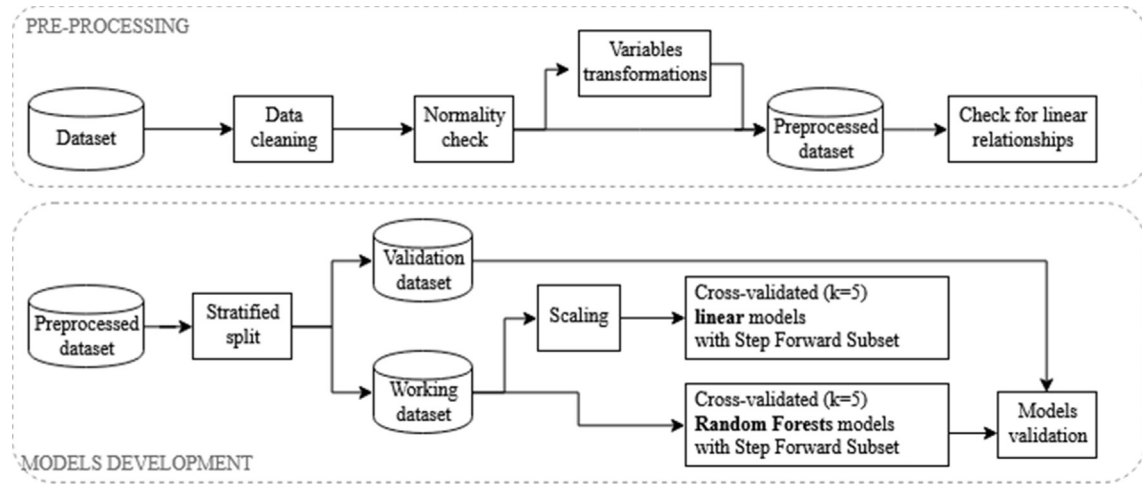 PRE-PROCESSING
Dataset
Data
cleaning
Normality
check
Variables
transformations
Preprocessed
dataset
Check for linear
relationships
Preprocessed
dataset
Stratified
split
Validation
dataset
Working
dataset
Scaling
Cross-validated (k=5)
linear models
with Step Forward Subset
Cross-validated (k=5)
Random Forests models
with Step Forward Subset
Models
validation
MODELS DEVELOPMENT